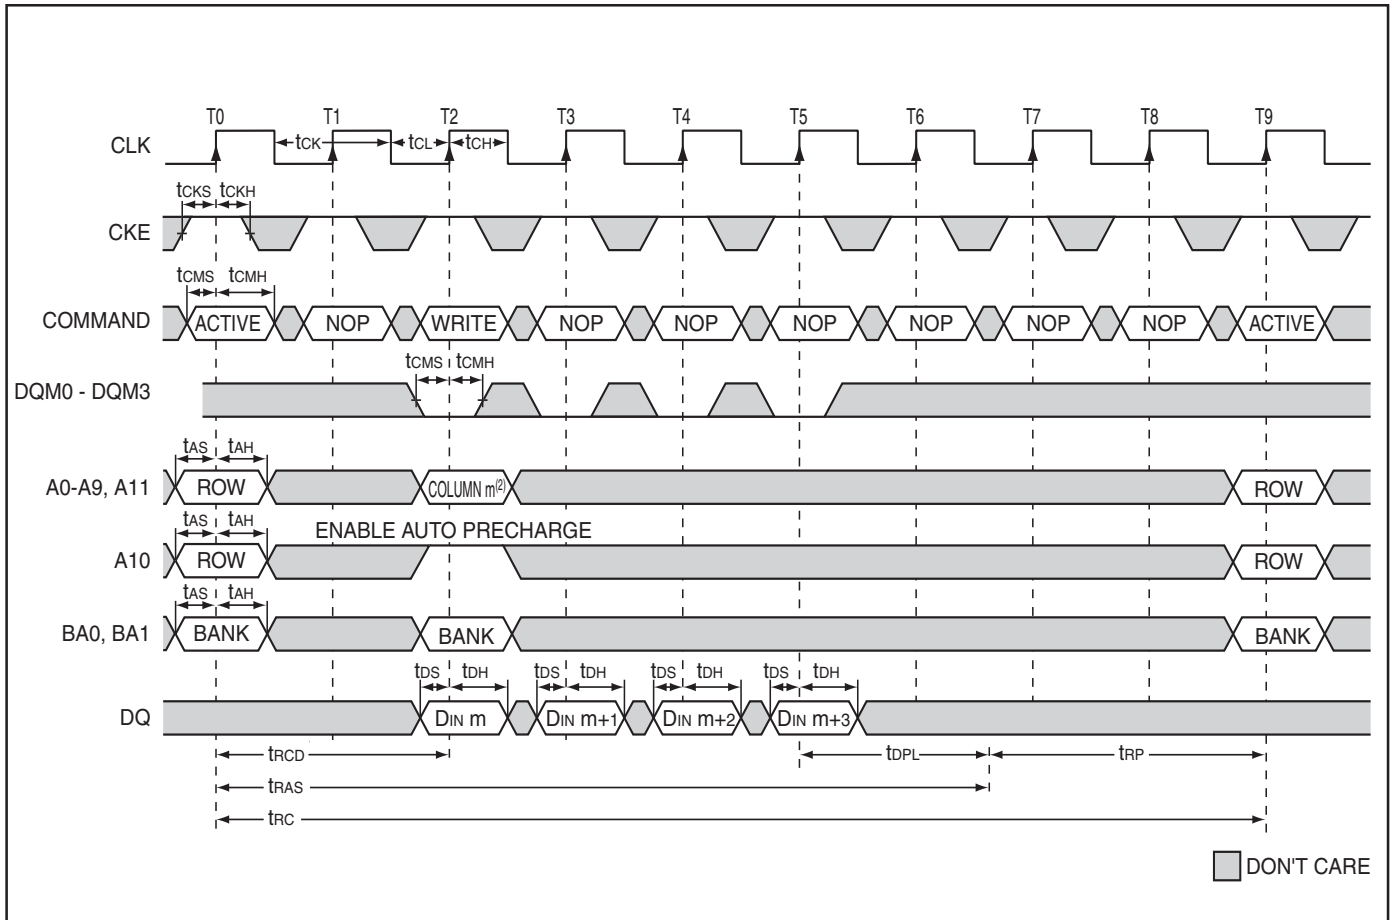 T0 T1 T2 T3 T4 T5 T6 T7 T8 T9
CLK tCK tCL tCH
tCKS tCKH
CKE
tCMS tCMH
COMMAND ACTIVE NOP WRITE NOP NOP NOP NOP NOP NOP ACTIVE
tCMS tCMH
DQM0 - DQM3
tAS tAH
A0-A9, A11 ROW COLUMN m(2) ROW
tAS tAH ENABLE AUTO PRECHARGE
A10 ROW ROW
tAS tAH
BA0, BA1 BANK BANK BANK
tDS tDH tDS tDH tDS tDH tDS tDH
DQ DIN m DIN m+1 DIN m+2 DIN m+3
tRCD tDPL tRP
tRAS
tRC
DON'T CARE